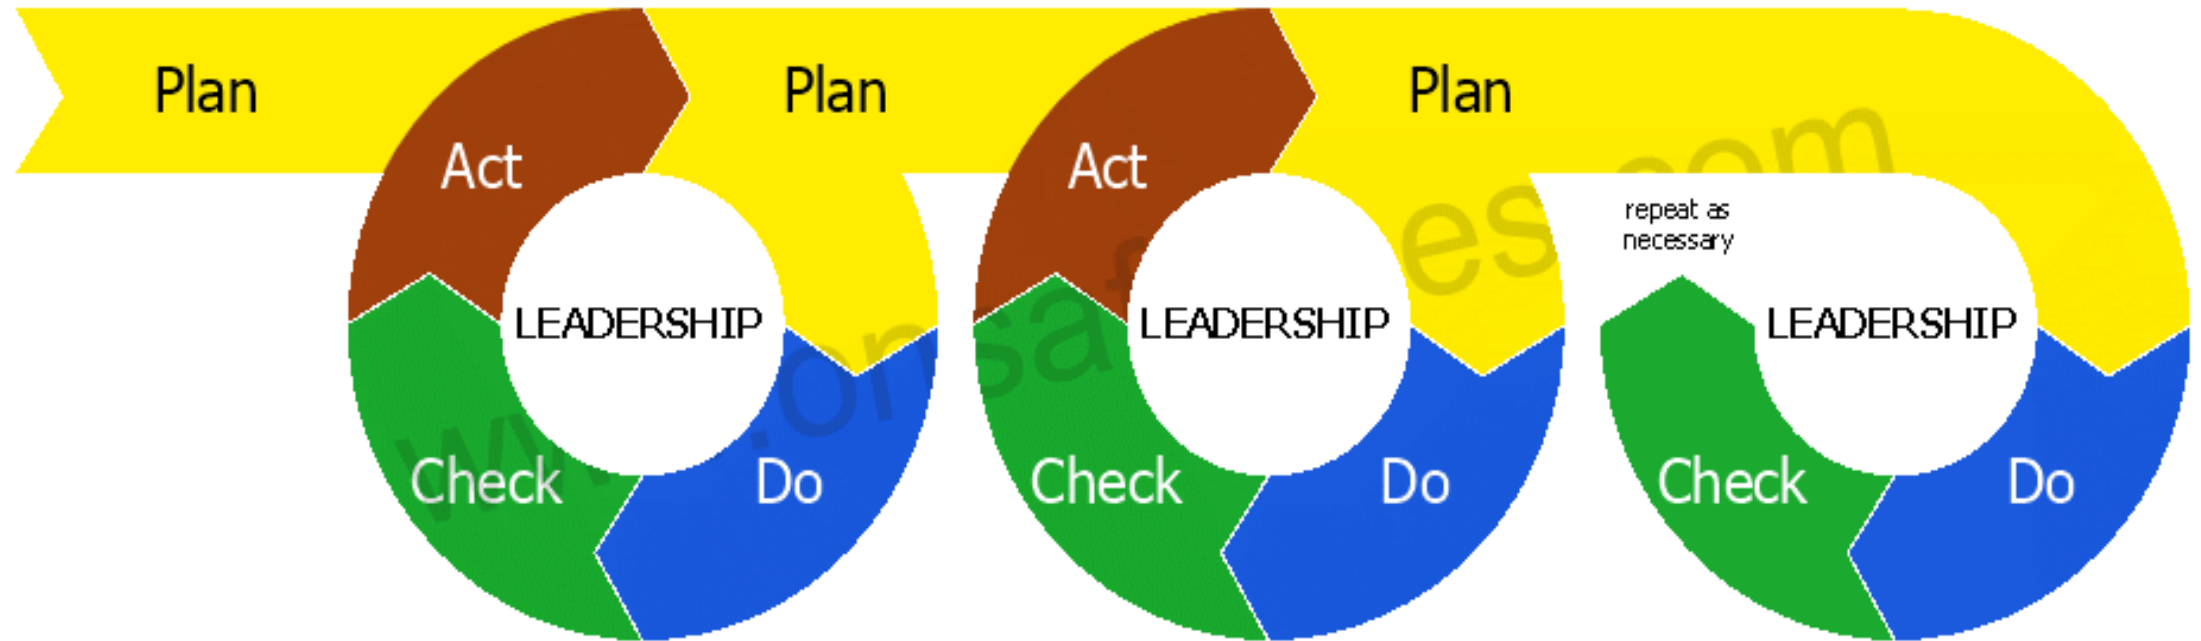 Plan
Act
LEADERSHIP
Check
Do
Plan
Act
LEADERSHIP
Check
Do
Plan
repeat as
necessary
LEADERSHIP
Check
Do